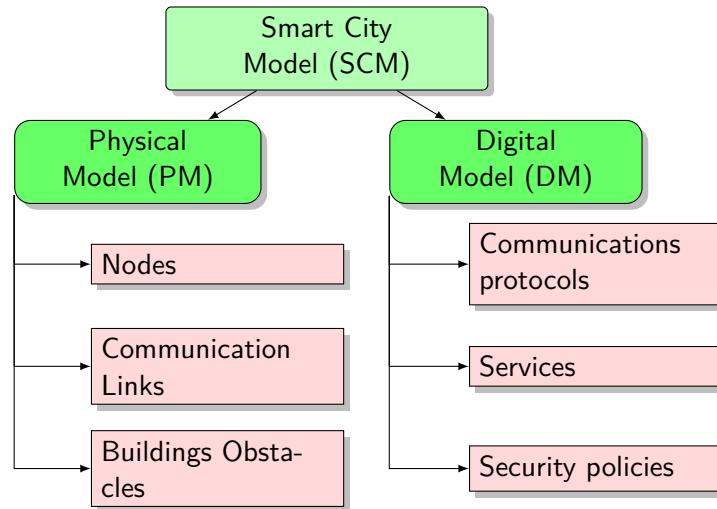 Smart City
Model (SCM)
Physical
Model (PM)
Digital
Model (DM)
Nodes
Communication
Links
Buildings Obsta-
cles
Communications
protocols
Services
Security policies